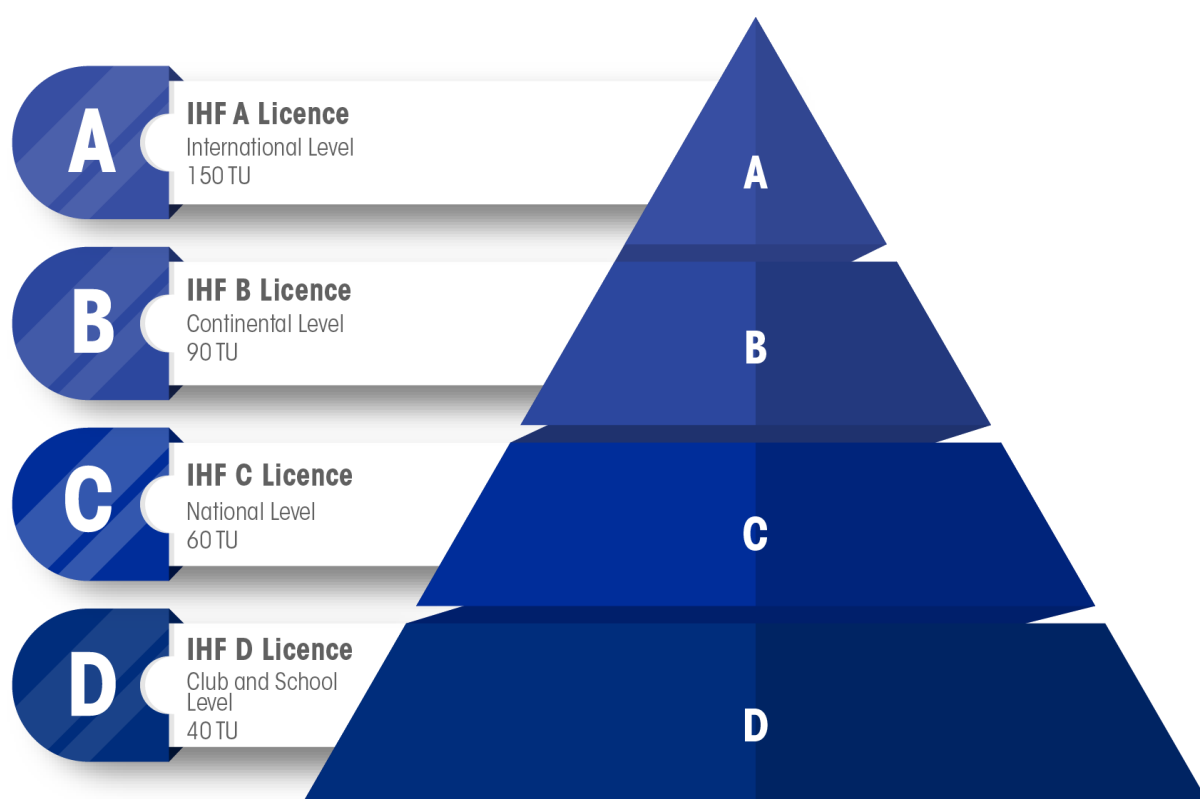 A
IHF A Licence
International Level
150 TU
A
B
IHF B Licence
Continental Level
90 TU
B
C
IHF C Licence
National Level
60 TU
C
D
IHF D Licence
Club and School
Level
40 TU
D